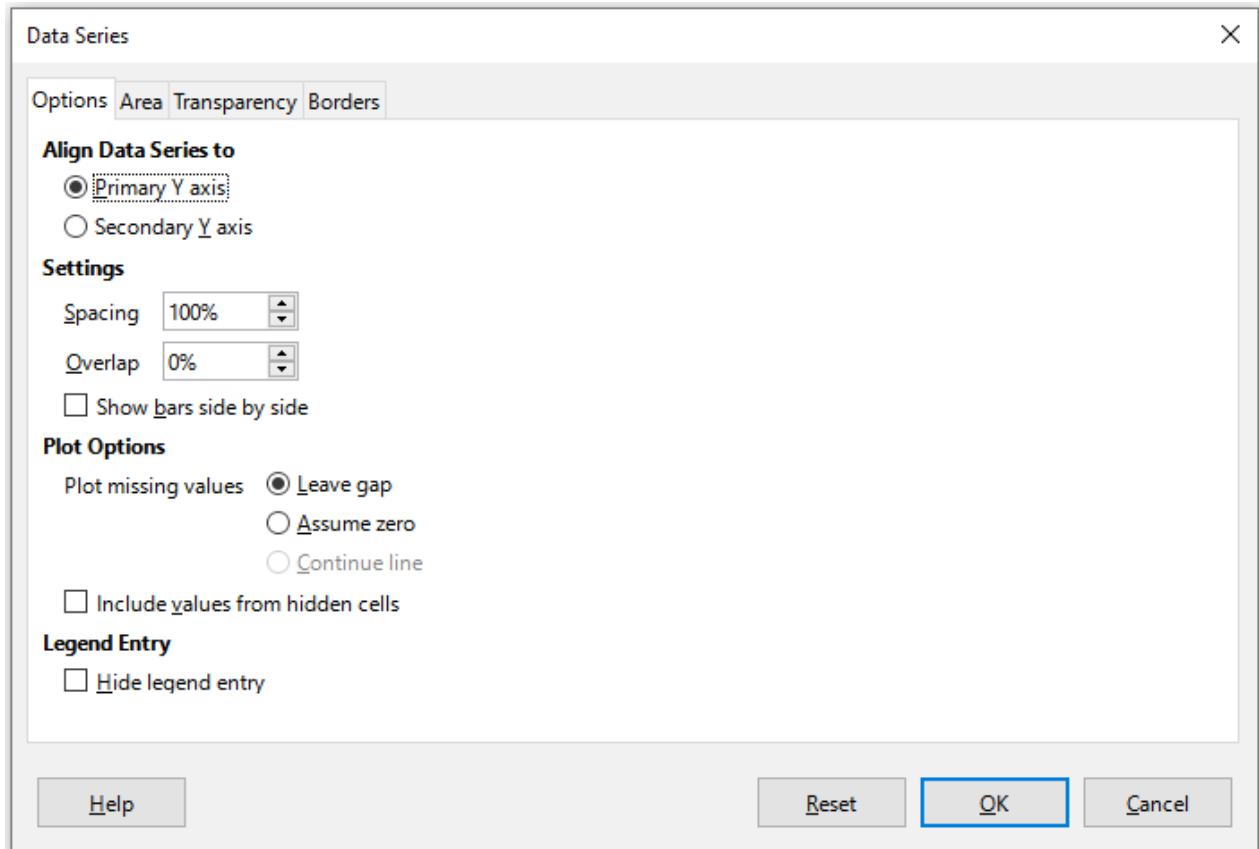 Data Series
Options Area Transparency Borders
Align Data Series to
Primary Y axis
Secondary Y axis
Settings
Spacing 100%
Overlap 0%
Show bars side by side
Plot Options
Plot missing values Leave gap
Assume zero
Continue line
Include values from hidden cells
Legend Entry
Hide legend entry
Help Reset OK Cancel